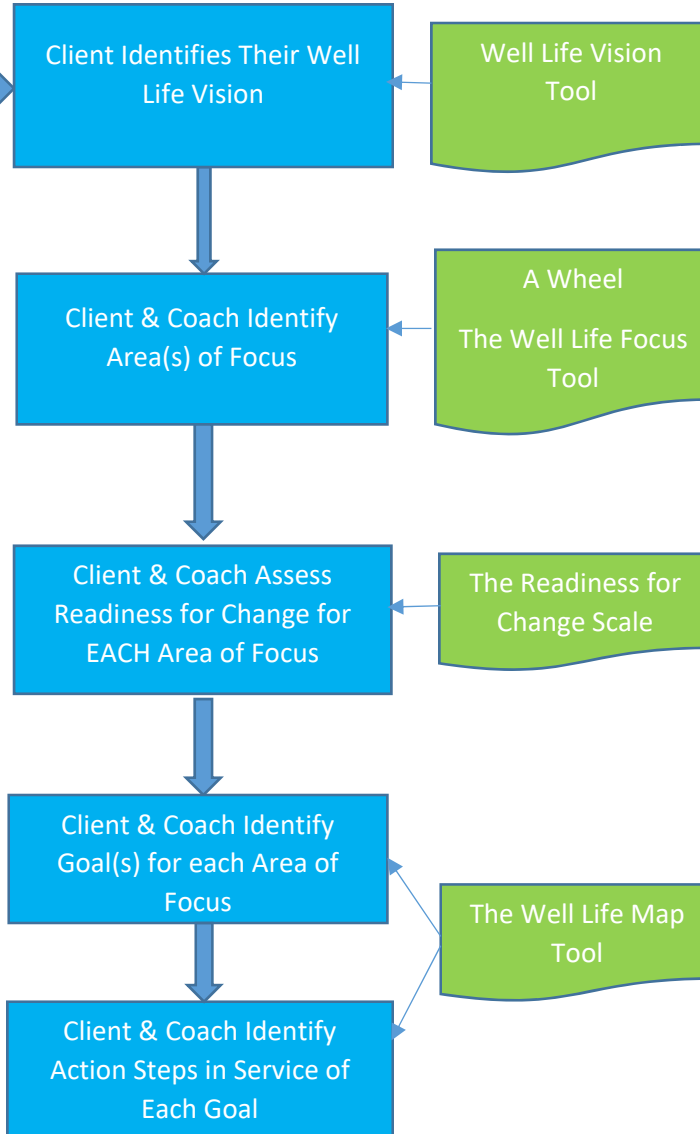 Client Identifies Their Well
Life Vision
Well Life Vision
Tool
Client & Coach Identify
Area(s) of Focus
A Wheel
The Well Life Focus
Tool
Client & Coach Assess
Readiness for Change for
EACH Area of Focus
The Readiness for
Change Scale
Client & Coach Identify
Goal(s) for each Area of
Focus
The Well Life Map
Tool
Client & Coach Identify
Action Steps in Service of
Each Goal